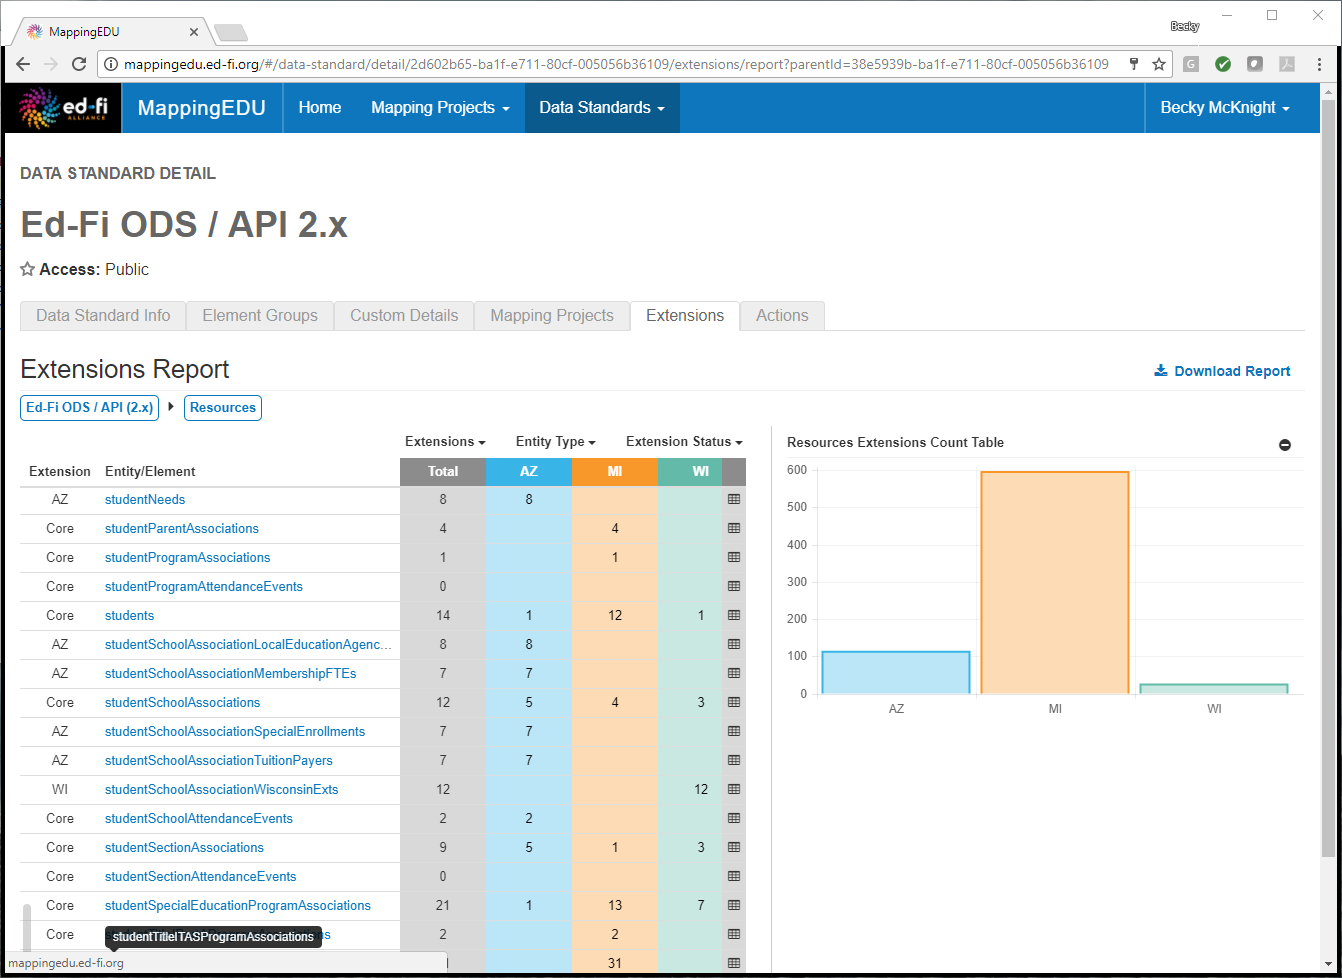 MappingEDU
Becky
mappingedu.ed-fi.org/#/data-standard/detail/2d602b65-ba1f-e711-80cf-005056b36109/extensions/report?parentId=38e5939b-ba1f-e711-80cf-005056b36109
ed-fi ALLIANCE MappingEDU Home Mapping Projects Data Standards Becky McKnight
DATA STANDARD DETAIL
Ed-Fi ODS / API 2.x
Access: Public
Data Standard Info Element Groups Custom Details Mapping Projects Extensions Actions
Extensions Report
Download Report
Ed-Fi ODS / API (2.x) Resources
Extensions Entity Type Extension Status
Extension Entity/Element Total AZ MI WI
AZ studentNeeds 8 8
Core studentParentAssociations 4 4
Core studentProgramAssociations 1 1
Core studentProgramAttendanceEvents 0
Core students 14 1 12 1
AZ studentSchoolAssociationLocalEducationAgenc... 8 8
AZ studentSchoolAssociationMembershipFTEs 7 7
Core studentSchoolAssociations 12 5 4 3
AZ studentSchoolAssociationSpecialEnrollments 7 7
AZ studentSchoolAssociationTuitionPayers 7 7
WI studentSchoolAssociationWisconsinExts 12 12
Core studentSchoolAttendanceEvents 2 2
Core studentSectionAssociations 9 5 1 3
Core studentSectionAttendanceEvents 0
Core studentSpecialEducationProgramAssociations 21 1 13 7
Core studentTitleITASProgramAssociations 2 2
31
mappingedu.ed-fi.org
Resources Extensions Count Table
600
500
400
300
200
100
0
AZ MI WI